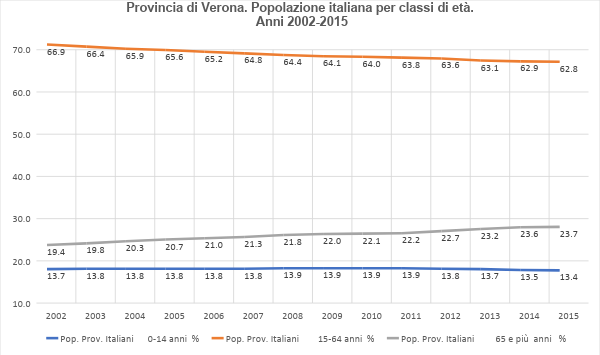 Provincia di Verona. Popolazione italiana per classi di età.
Anni 2002-2015
70.0
66.9 66.4 65.9 65.6 65.2 64.8 64.4 64.1 64.0 63.8 63.6 63.1 62.9 62.8
60.0
50.0
40.0
30.0
19.4 19.8 20.3 20.7 21.0 21.3 21.8 22.0 22.1 22.2 22.7 23.2 23.6 23.7
20.0
13.7 13.8 13.8 13.8 13.8 13.8 13.9 13.9 13.9 13.9 13.8 13.7 13.5 13.4
10.0
2002 2003 2004 2005 2006 2007 2008 2009 2010 2011 2012 2013 2014 2015
Pop. Prov. Italiani 0-14 anni % Pop. Prov. Italiani 15-64 anni % Pop. Prov. Italiani 65 e più anni %